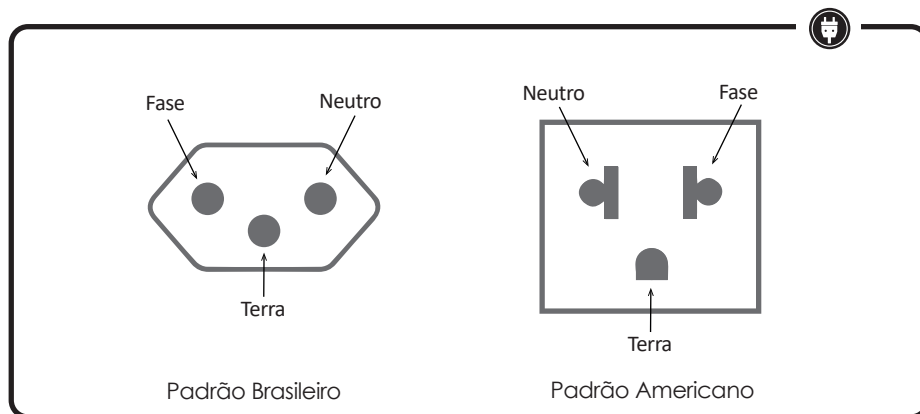 Fase
Neutro
Terra
Padrão Brasileiro
Neutro
Fase
Terra
Padrão Americano